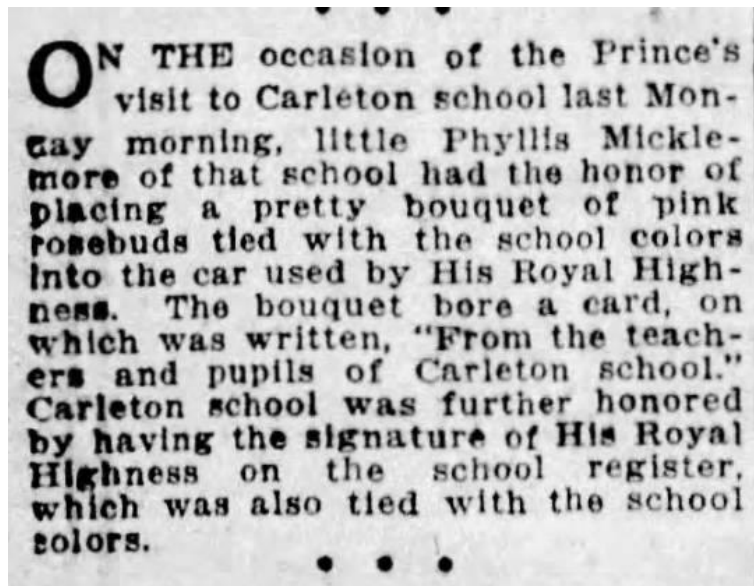 • • •
ON THE occasion of the Prince's
visit to Carleton school last Mon-
day morning, little Phyllis Mickle-
more of that school had the honor of
placing a pretty bouquet of pink
rosebuds tied with the school colors
into the car used by His Royal High-
ness. The bouquet bore a card, on
which was written, "From the teach-
ers and pupils of Carleton school."
Carleton school was further honored
by having the signature of His Royal
Highness on the school register,
which was also tied with the school
colors.
• • •